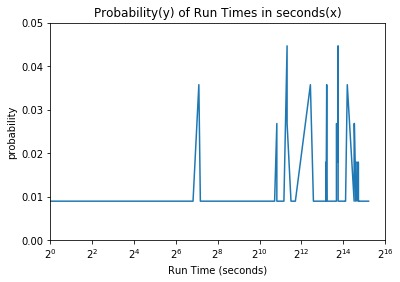 Probability(y) of Run Times in seconds(x)
0.05
0.04
0.03
0.02
0.01
0.00
probability
2^0 2^2 2^4 2^6 2^8 2^10 2^12 2^14 2^16
Run Time (seconds)